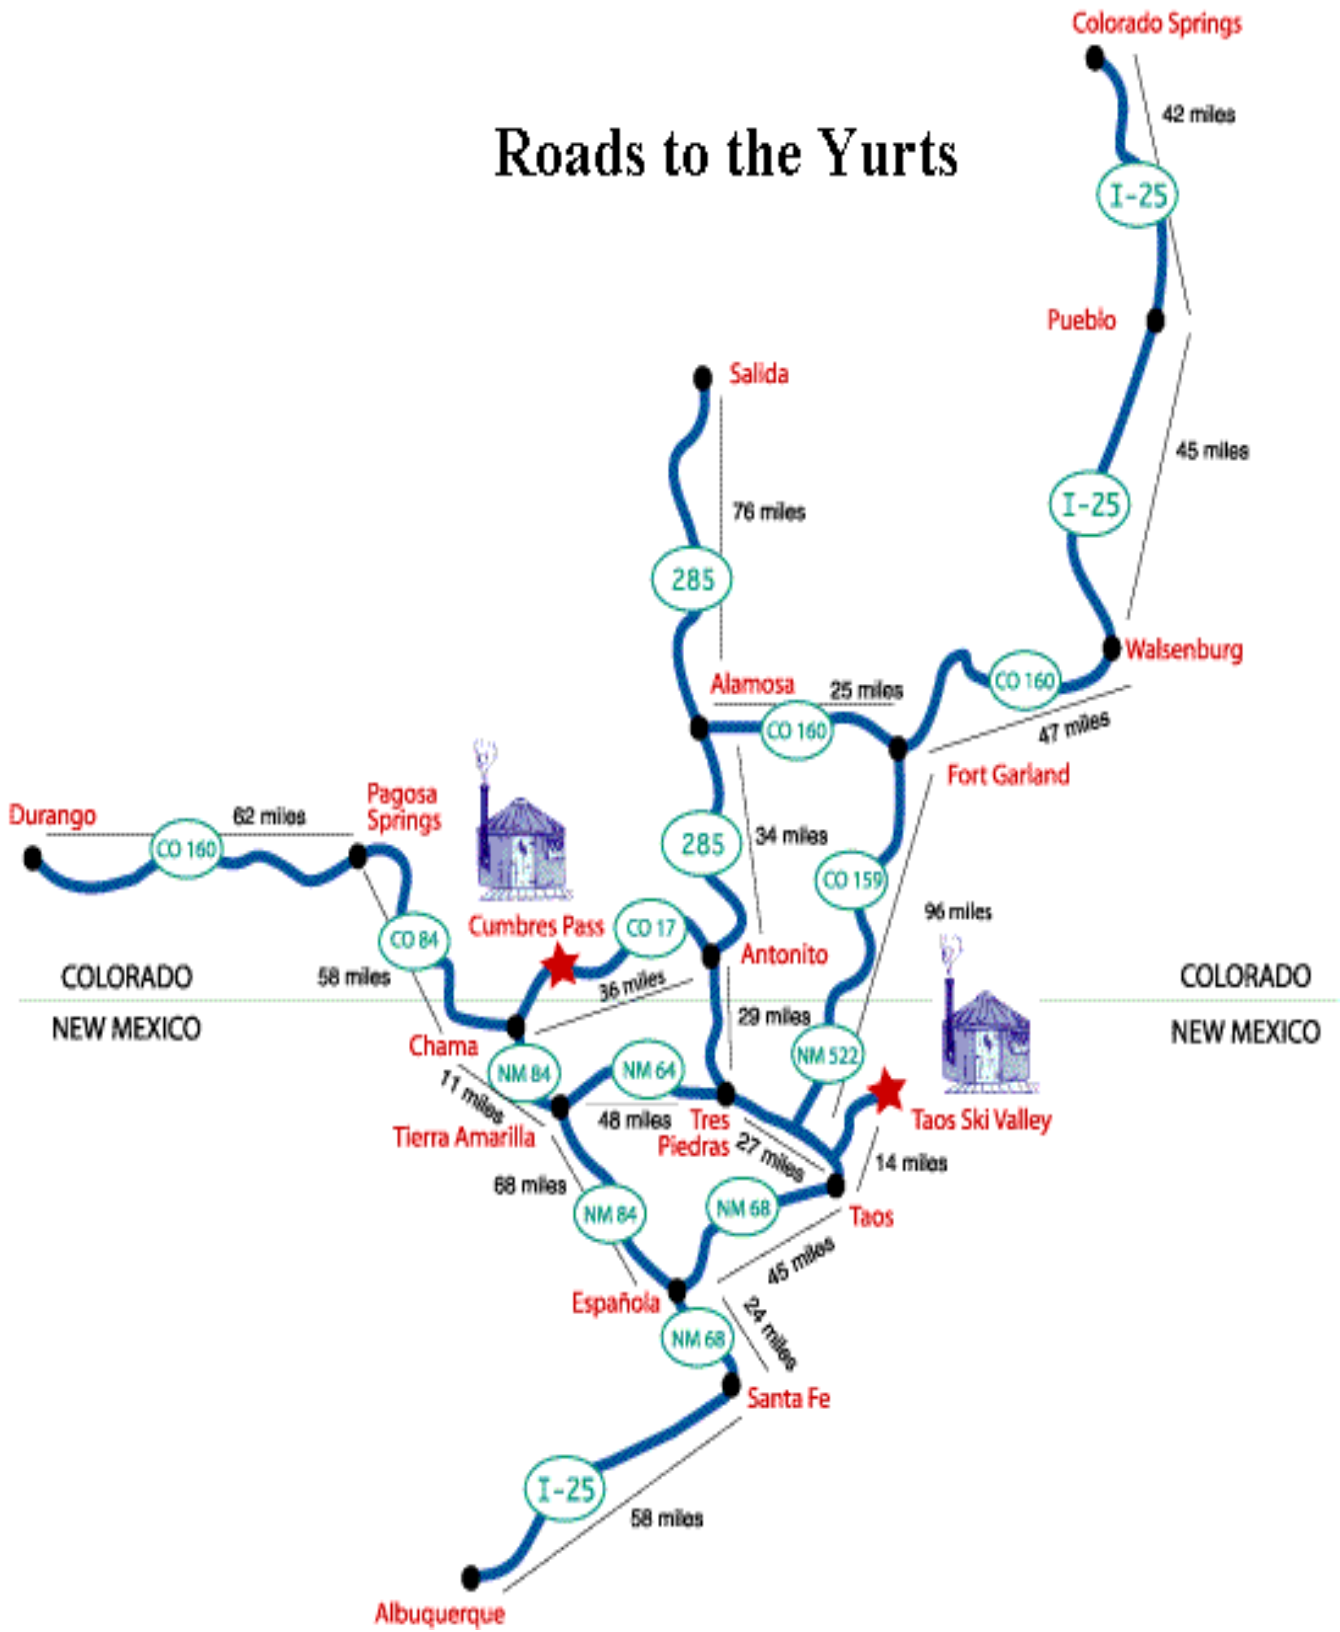 Colorado Springs
42 miles
Roads to the Yurts
I-25
Pueblo
Salida
45 miles
I-25
76 miles
285
Walsenburg
CO 160
Alamosa
25 miles
CO 160
47 miles
Fort Garland
Pagosa
Springs
Durango
62 miles
CO 160
285
34 miles
CO 159
96 miles
Cumbres Pass
CO 17
CO 84
Antonito
58 miles
36 miles
COLORADO
COLORADO
NEW MEXICO
NEW MEXICO
29 miles
Chama
NM 84
NM 64
NM 522
11 miles
48 miles
Tres
Piedras
Taos Ski Valley
Tierra Amarilla
27 miles
14 miles
68 miles
NM 84
NM 68
Taos
45 miles
Española
24 miles
NM 68
Santa Fe
I-25
58 miles
Albuquerque